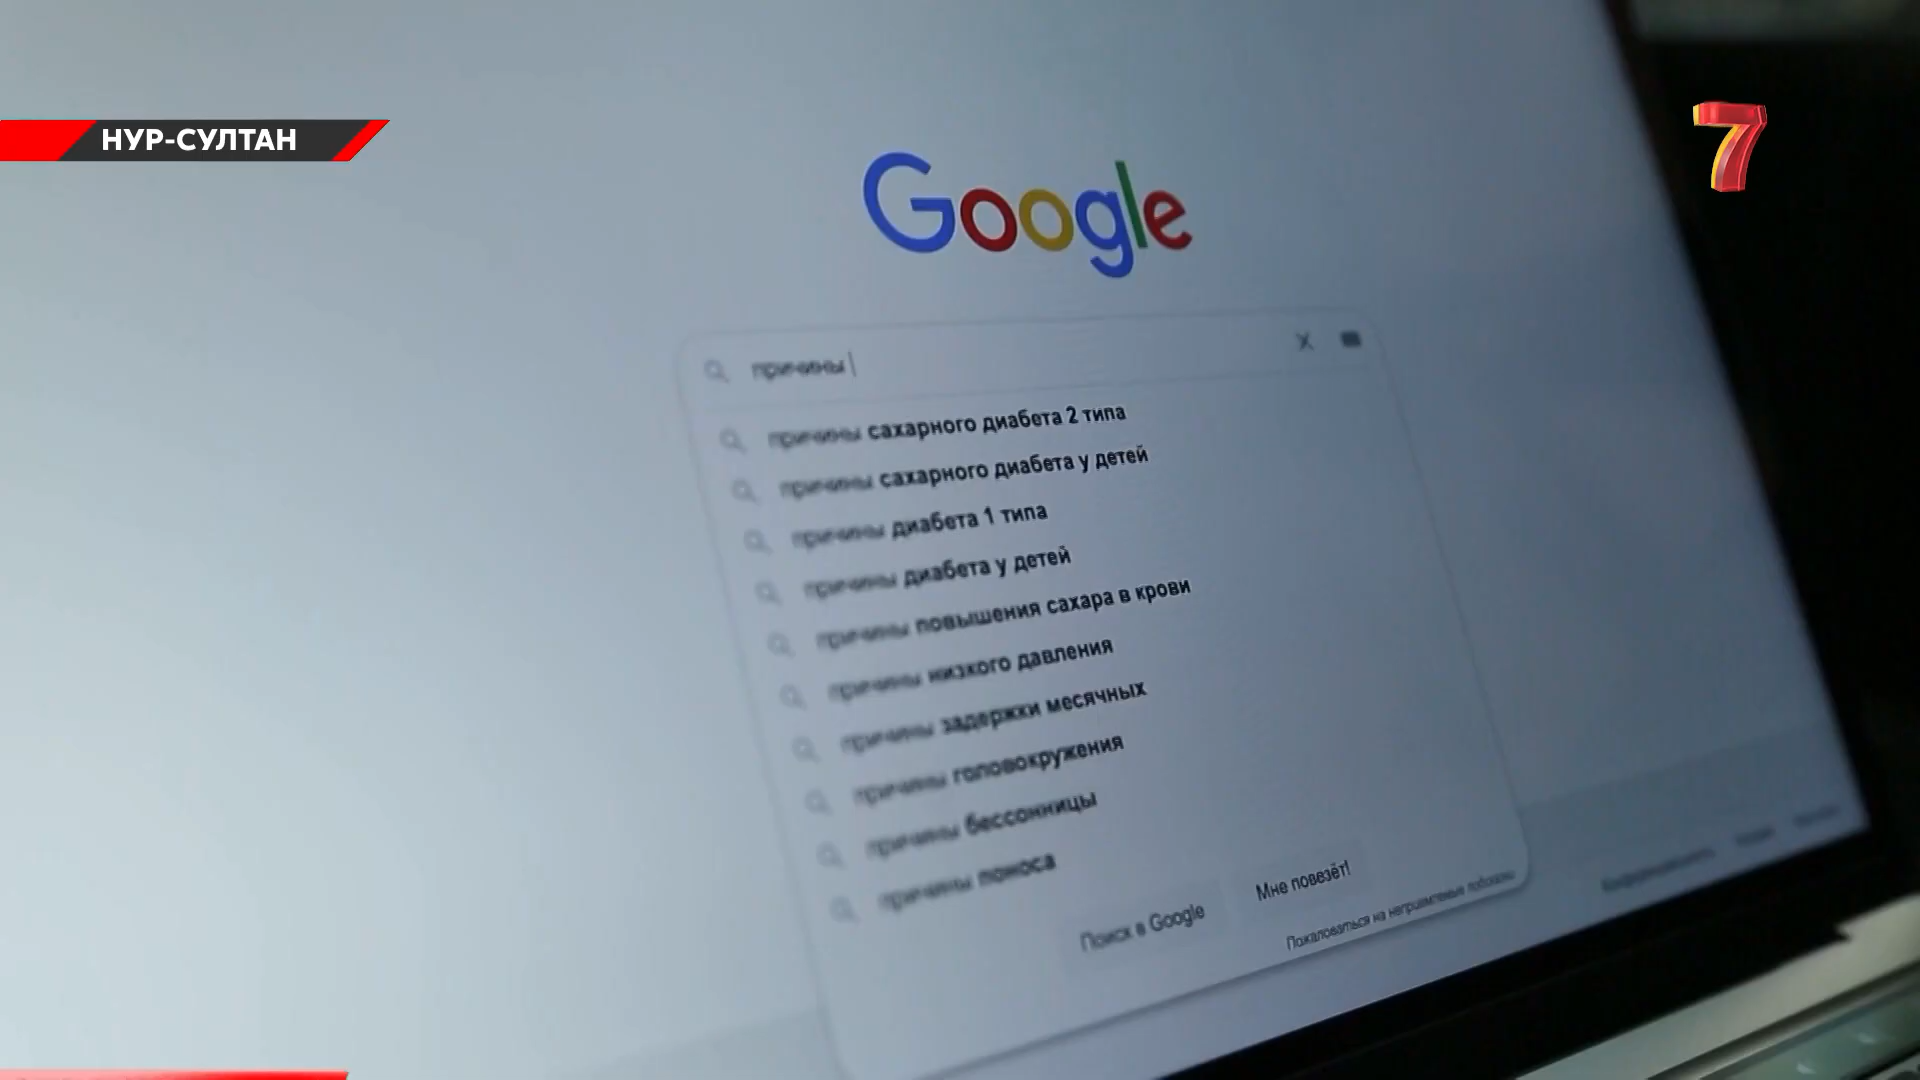 НУР-СУЛТАН
7
Google
причины
причины сахарного диабета 2 типа
причины сахарного диабета у детей
причины диабета 1 типа
причины диабета у детей
причины повышения сахара в крови
причины низкого давления
причины задержки месячных
причины головокружения
причины бессонницы
причины поноса
Поиск в Google
Мне повезёт!
Пожаловаться на неприемлемые подсказки